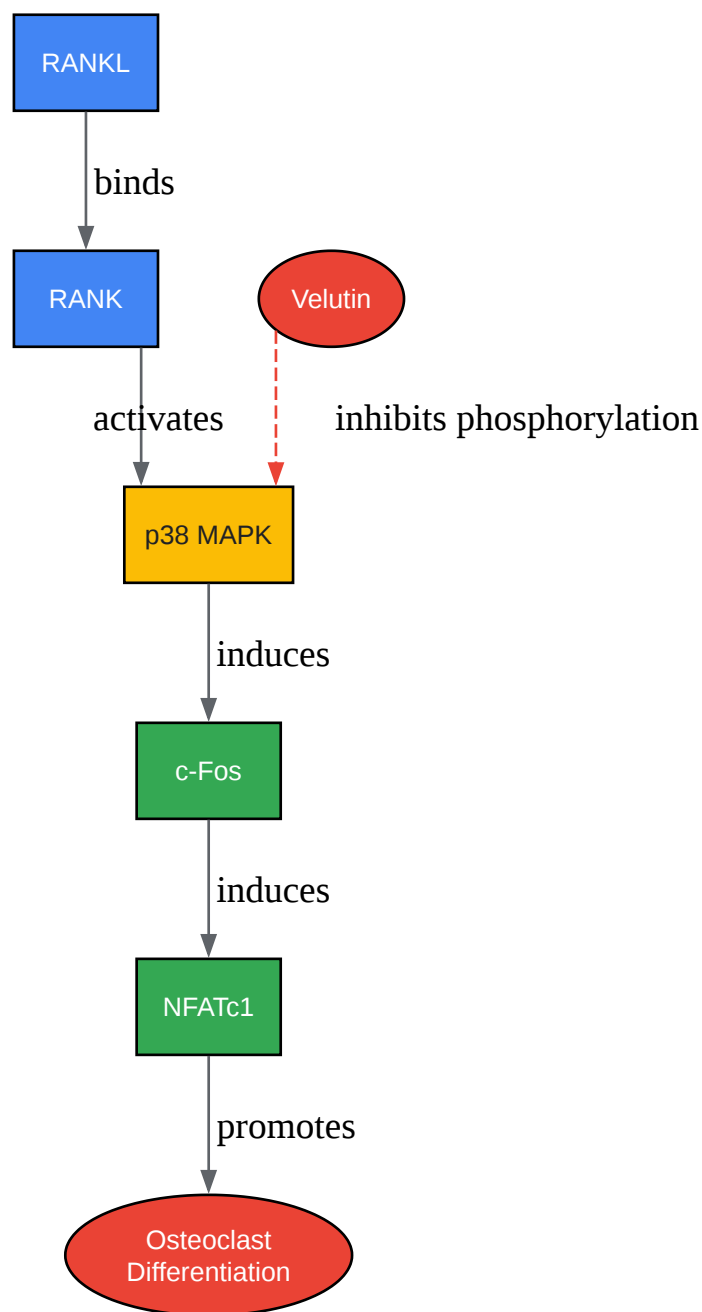 RANKL
binds
RANK
Velutin
activates
inhibits phosphorylation
p38 MAPK
induces
c-Fos
induces
NFATc1
promotes
Osteoclast
Differentiation